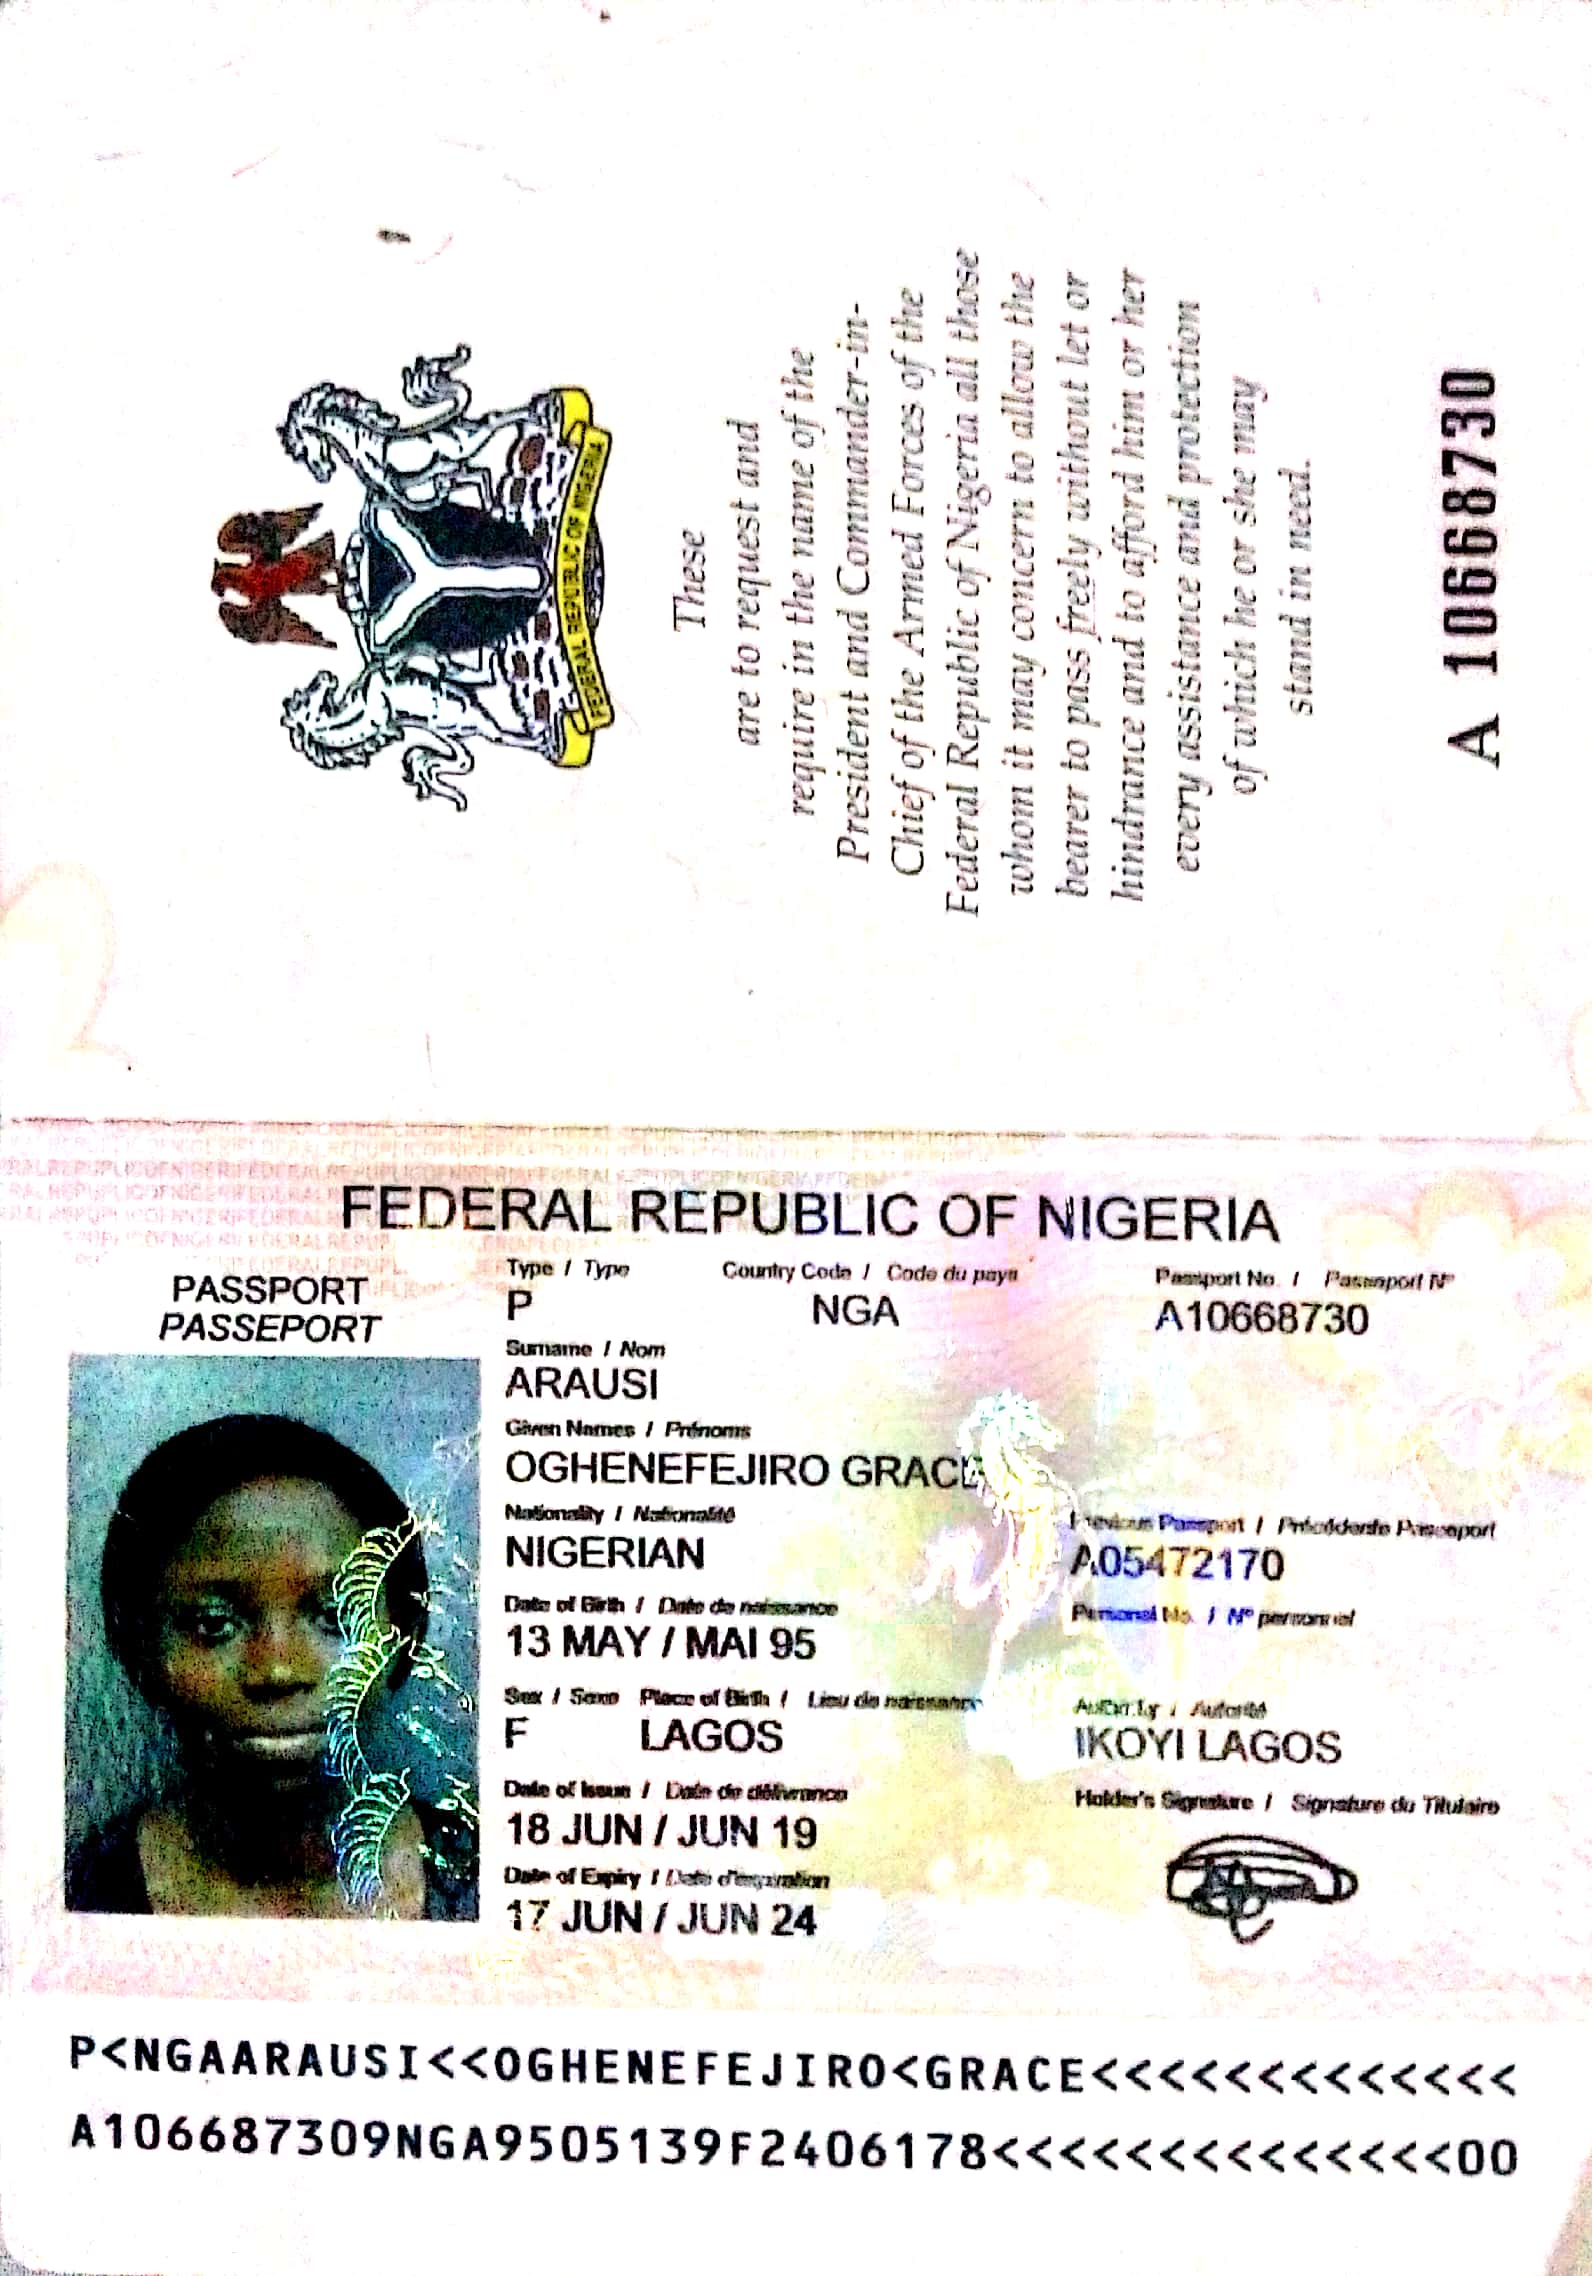 FEDERAL REPUBLIC OF NIGERIA
These
are to request and
require in the name of the
President and Commander-in-
Chief of the Armed Forces of the
Federal Republic of Nigeria all those
whom it may concern to allow the
bearer to pass freely without let or
hindrance and to afford him or her
every assistance and protection
of which he or she may
stand in need.
A 10668730
FEDERAL REPUBLIC OF NIGERIA
PASSPORT
PASSEPORT
Type / Type
Country Code / Code du pays
Passport No. / Passeport N°
P
NGA
A10668730
Surname / Nom
ARAUSI
Given Names / Prénoms
OGHENEFEJIRO GRACE
Nationality / Nationalité
NIGERIAN
Previous Passport / Précédente Passeport
A05472170
Date of Birth / Date de naissance
13 MAY / MAI 95
Personal No. / N° personnel
Sex / Sexe Place of Birth / Lieu de naissance
F LAGOS
Authority / Autorité
IKOYI LAGOS
Date of Issue / Date de délivrance
18 JUN / JUN 19
Holder's Signature / Signature du Titulaire
Date of Expiry / Date d'expiration
17 JUN / JUN 24
P<NGAARAUSI<<OGHENEFEJIRO<GRACE<<<<<<<<<<<<<
A106687309NGA9505139F2406178<<<<<<<<<<<<<<00